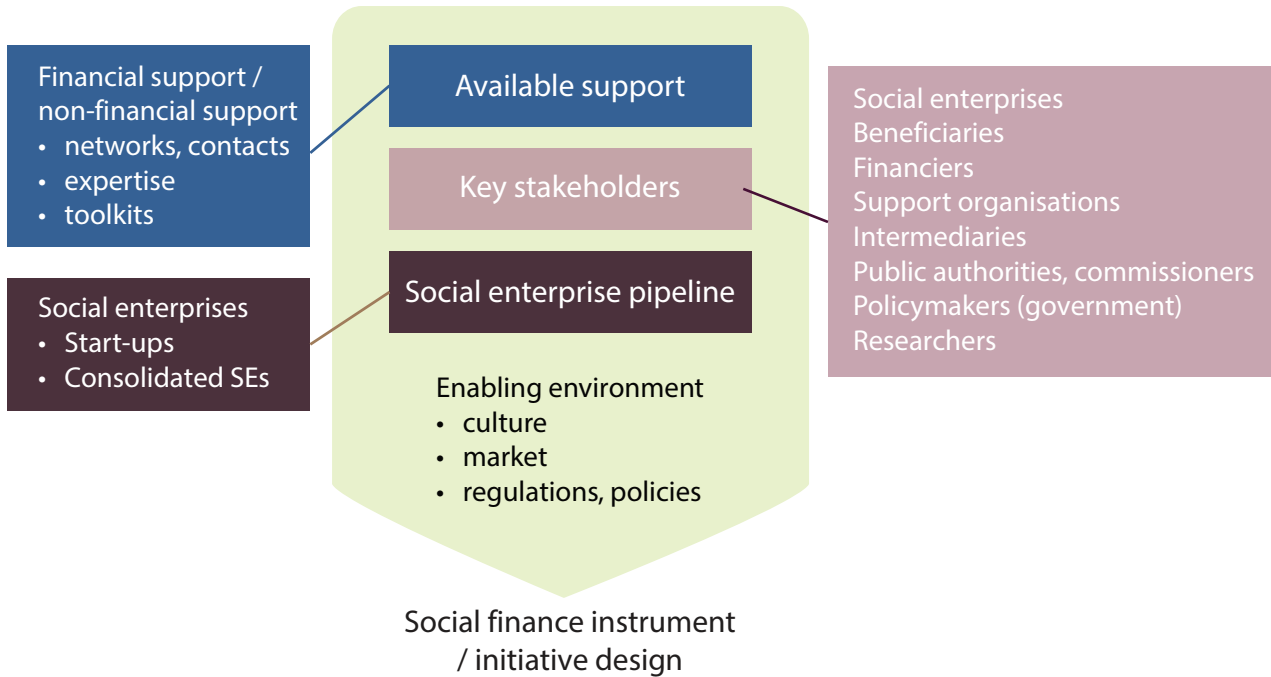 Financial support /
non-financial support
• networks, contacts
• expertise
• toolkits
Social enterprises
• Start-ups
• Consolidated SEs
Available support
Key stakeholders
Social enterprise pipeline
Enabling environment
• culture
• market
• regulations, policies
Social enterprises
Beneficiaries
Financiers
Support organisations
Intermediaries
Public authorities, commissioners
Policymakers (government)
Researchers
Social finance instrument
/ initiative design